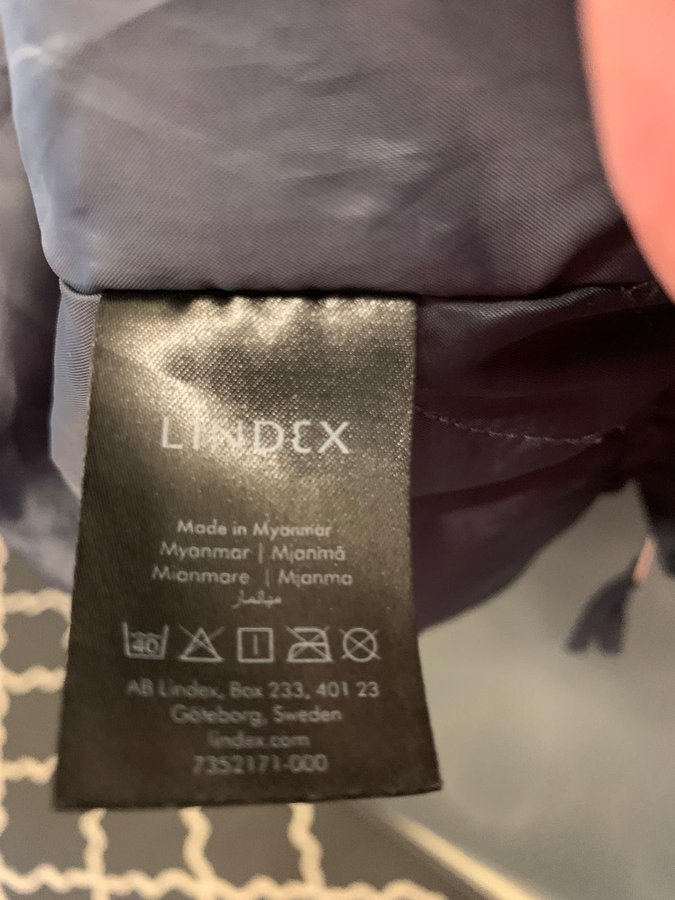 LINDEX
Made in Myanmar
Myanmar | Mjanmā
Mianmare | Mjanma
ميانمار
40
AB Lindex, Box 233, 401 23
Göteborg, Sweden
lindex.com
7352171-000